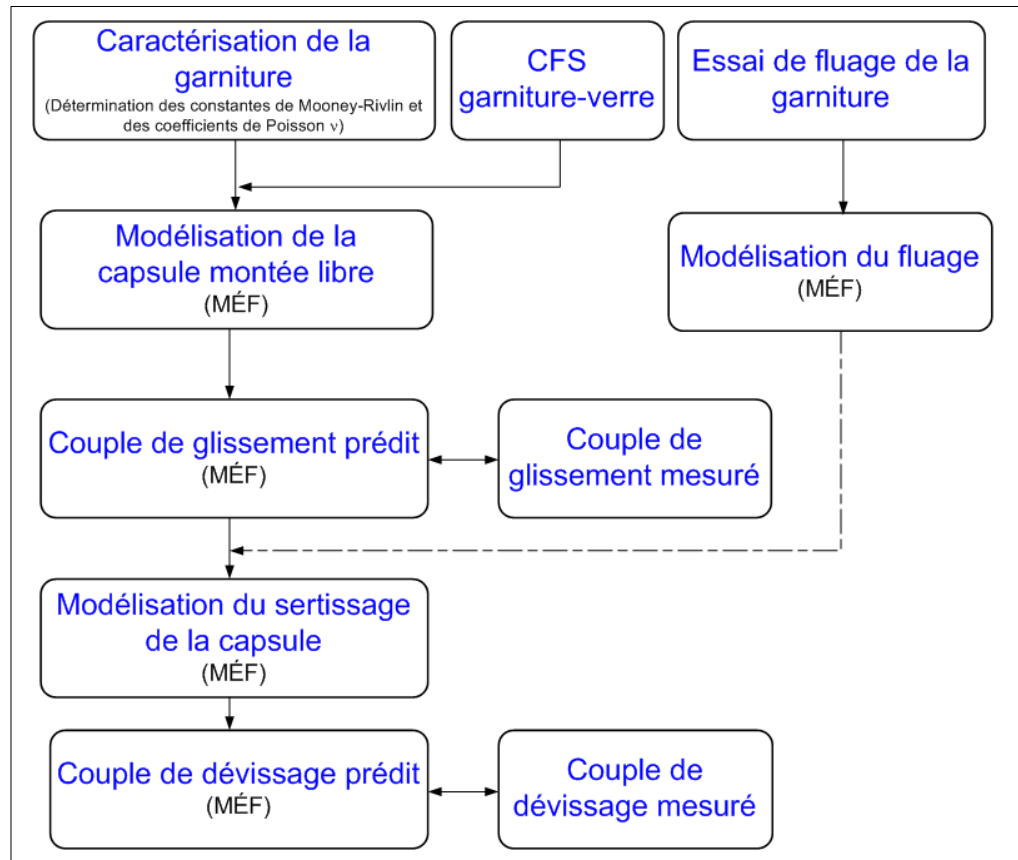 Caractérisation de la
garniture
(Détermination des constantes de Mooney-Rivlin et
des coefficients de Poisson ν)
CFS
garniture-verre
Essai de fluage de la
garniture
Modélisation de la
capsule montée libre
(MÉF)
Modélisation du fluage
(MÉF)
Couple de glissement prédit
(MÉF)
Couple de
glissement mesuré
Modélisation du sertissage
de la capsule
(MÉF)
Couple de dévissage prédit
(MÉF)
Couple de
dévissage mesuré